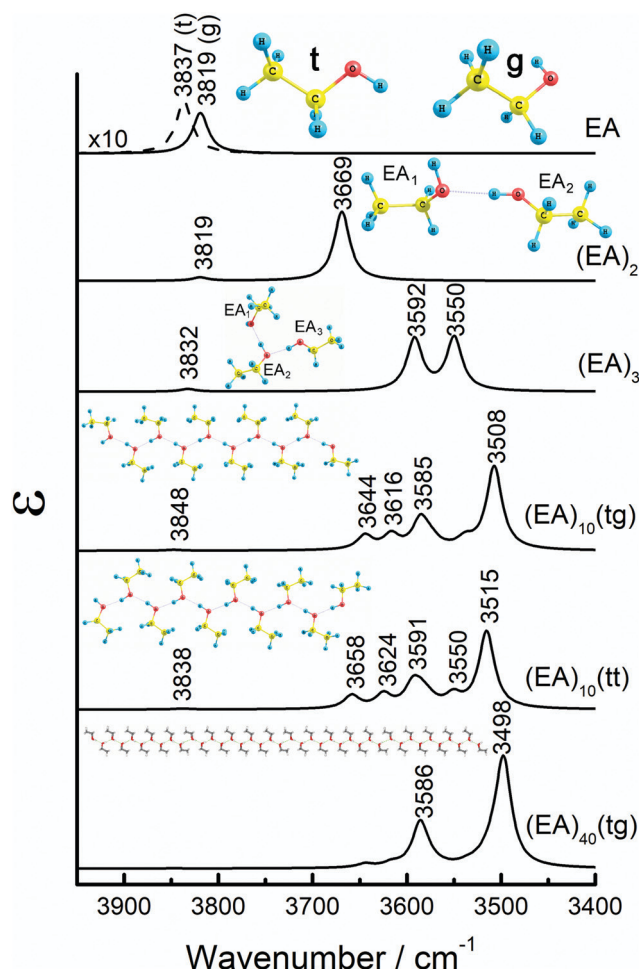 3837 (t)
3819 (g)
t
g
x10
EA
3819
3669
EA₁
EA₂
(EA)₂
3832
EA₁
EA₃
EA₂
3592
3550
(EA)₃
3848
3644
3616
3585
3508
(EA)₁₀(tg)
3838
3658
3624
3591
3550
3515
(EA)₁₀(tt)
3586
3498
(EA)₄₀(tg)
ε
3900 3800 3700 3600 3500 3400
Wavenumber / cm⁻¹